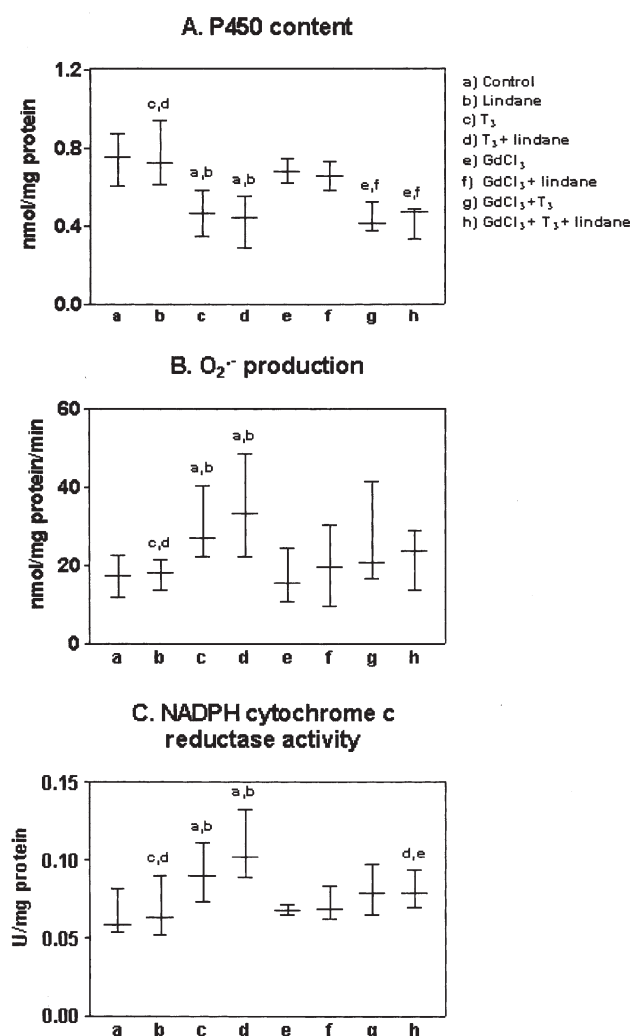 A. P450 content
1.2
0.8
0.4
0.0
nmol/mg protein
c,d
a,b
a,b
e,f
e,f
a b c d e f g h
a) Control
b) Lindane
c) T₃
d) T₃+ lindane
e) GdCl₃
f) GdCl₃+ lindane
g) GdCl₃+T₃
h) GdCl₃+ T₃ + lindane
B. O₂·- production
60
40
20
0
nmol/mg protein/min
c,d
a,b
a,b
a b c d e f g h
C. NADPH cytochrome c
reductase activity
0.15
0.10
0.05
0.00
U/mg protein
c,d
a,b
a,b
d,e
a b c d e f g h